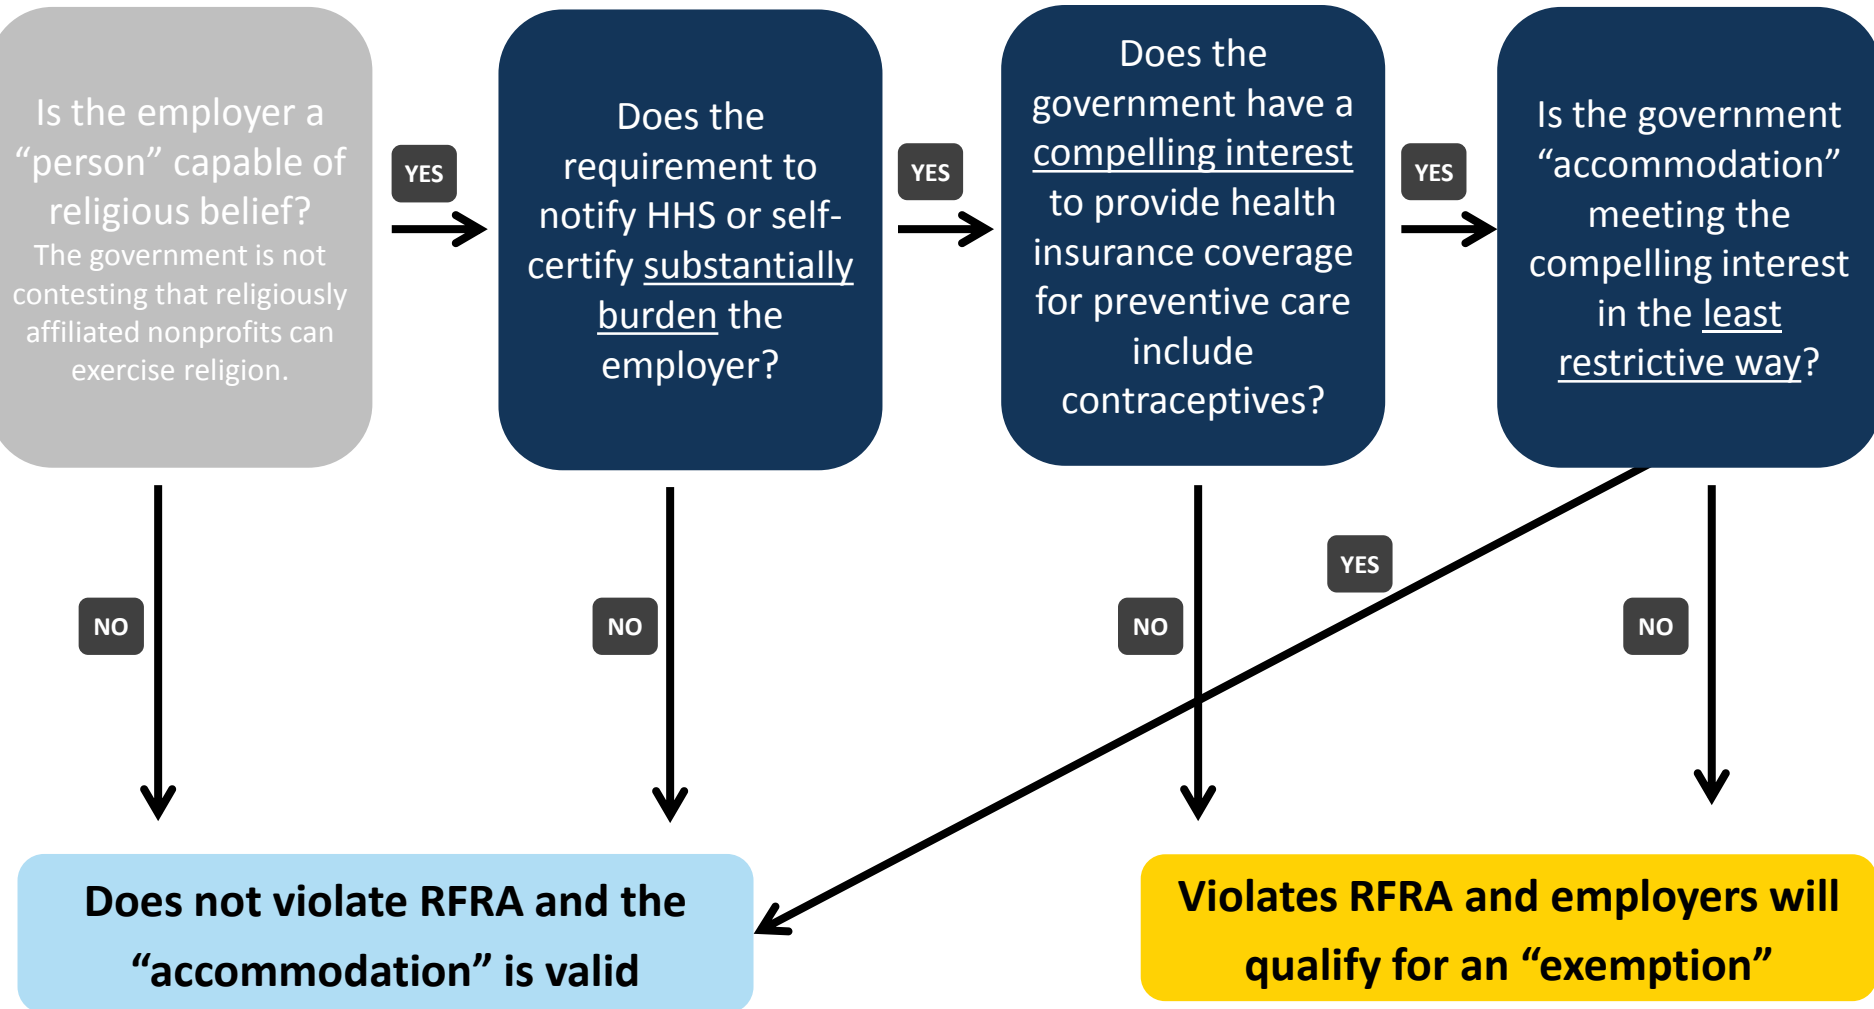 Is the employer a
“person” capable of
religious belief?
The government is not
contesting that religiously
affiliated nonprofits can
exercise religion.
YES
Does the
requirement to
notify HHS or self-
certify substantially
burden the
employer?
YES
Does the
government have a
compelling interest
to provide health
insurance coverage
for preventive care
include
contraceptives?
YES
Is the government
“accommodation”
meeting the
compelling interest
in the least
restrictive way?
NO
NO
NO
YES
NO
Does not violate RFRA and the
“accommodation” is valid
Violates RFRA and employers will
qualify for an “exemption”